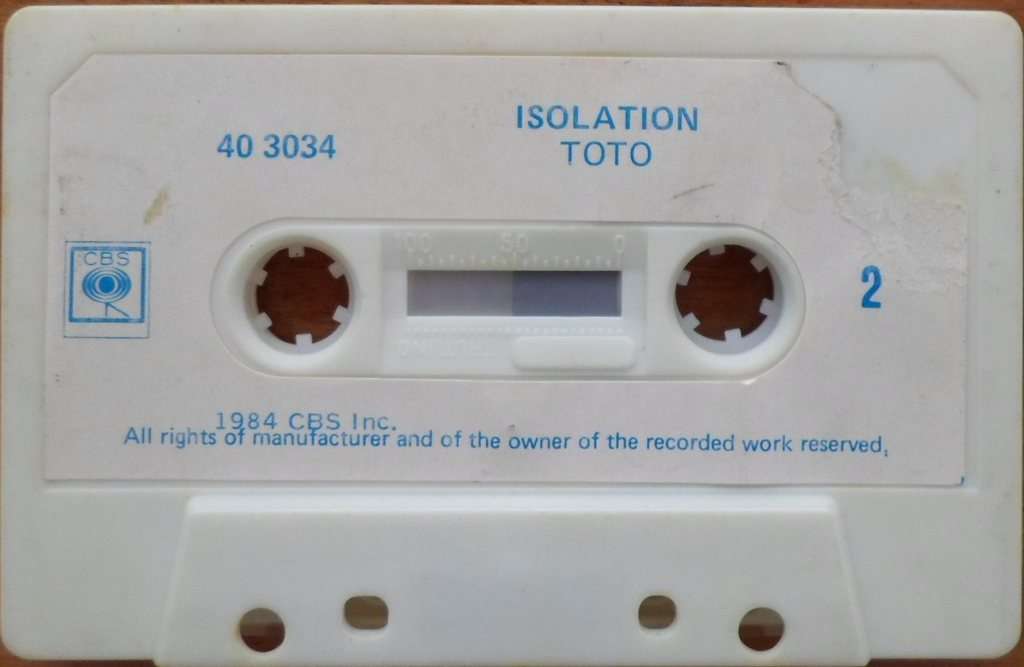 ISOLATION
40 3034
TOTO
100 50 0
CBS
2
1984 CBS Inc.
All rights of manufacturer and of the owner of the recorded work reserved,